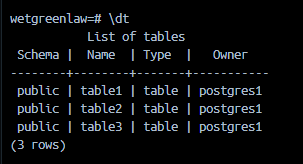 wetgreenlaw=# \dt
List of tables
Schema | Name | Type | Owner
--------+--------+-------+-----------
public | table1 | table | postgres1
public | table2 | table | postgres1
public | table3 | table | postgres1
(3 rows)